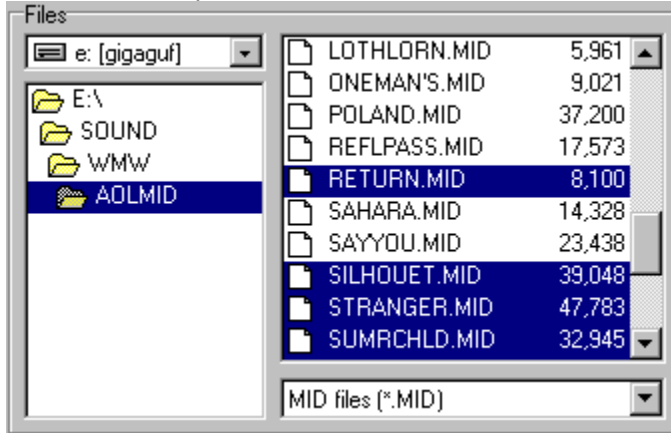 Files
e: [gigaguf]
E:\
SOUND
WMW
AOLMID
LOTHLORN.MID 5,961
ONEMAN'S.MID 9,021
POLAND.MID 37,200
REFLPASS.MID 17,573
RETURN.MID 8,100
SAHARA.MID 14,328
SAYYOU.MID 23,438
SILHOUET.MID 39,048
STRANGER.MID 47,783
SUMRCHLD.MID 32,945
MID files (*.MID)